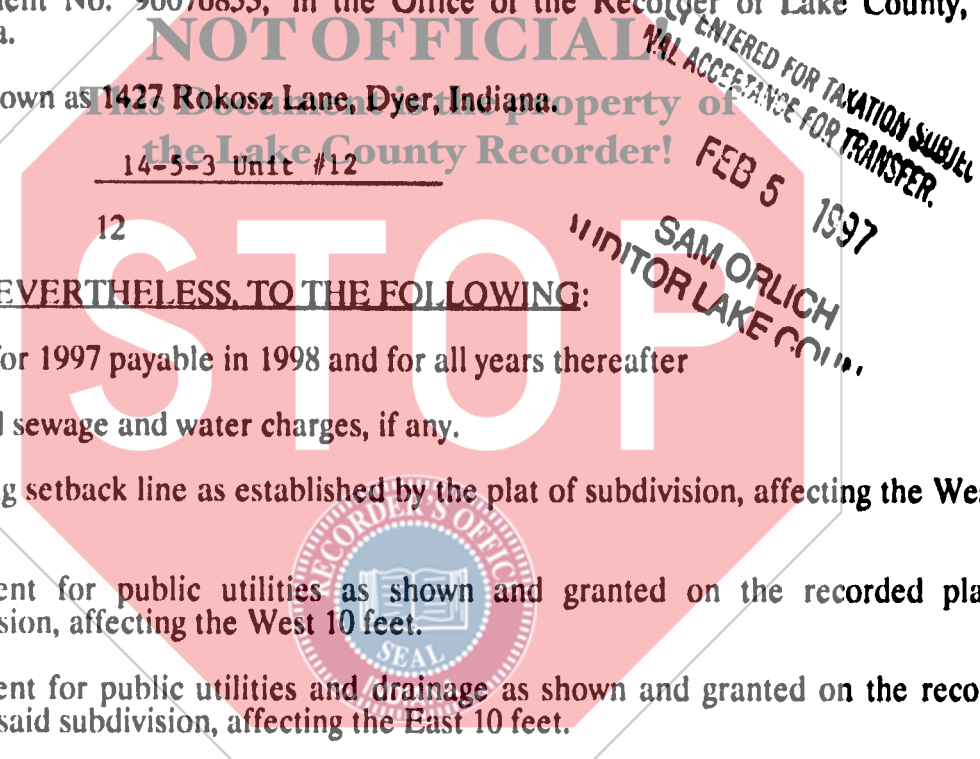 ent No. 96070853, in the Office of the Recorder of Lake County,
a.
NOT OFFICIAL!
own as 1427 Rokosz Lane, Dyer, Indiana.
This Document is the property of
the Lake County Recorder!
14-5-3 Unit #12
12
ENTERED FOR TAXATION SUBJEC
ACCEPTANCE FOR TRANSFER.
FEB 5 1997
SAM ORLICH
AUDITOR LAKE COUN
STOP
EVERTHELESS, TO THE FOLLOWING:
for 1997 payable in 1998 and for all years thereafter
l sewage and water charges, if any.
g setback line as established by the plat of subdivision, affecting the We
ent for public utilities as shown and granted on the recorded pla
sion, affecting the West 10 feet.
RECORDER'S OFFICE
SEAL
ent for public utilities and drainage as shown and granted on the reco
said subdivision, affecting the East 10 feet.